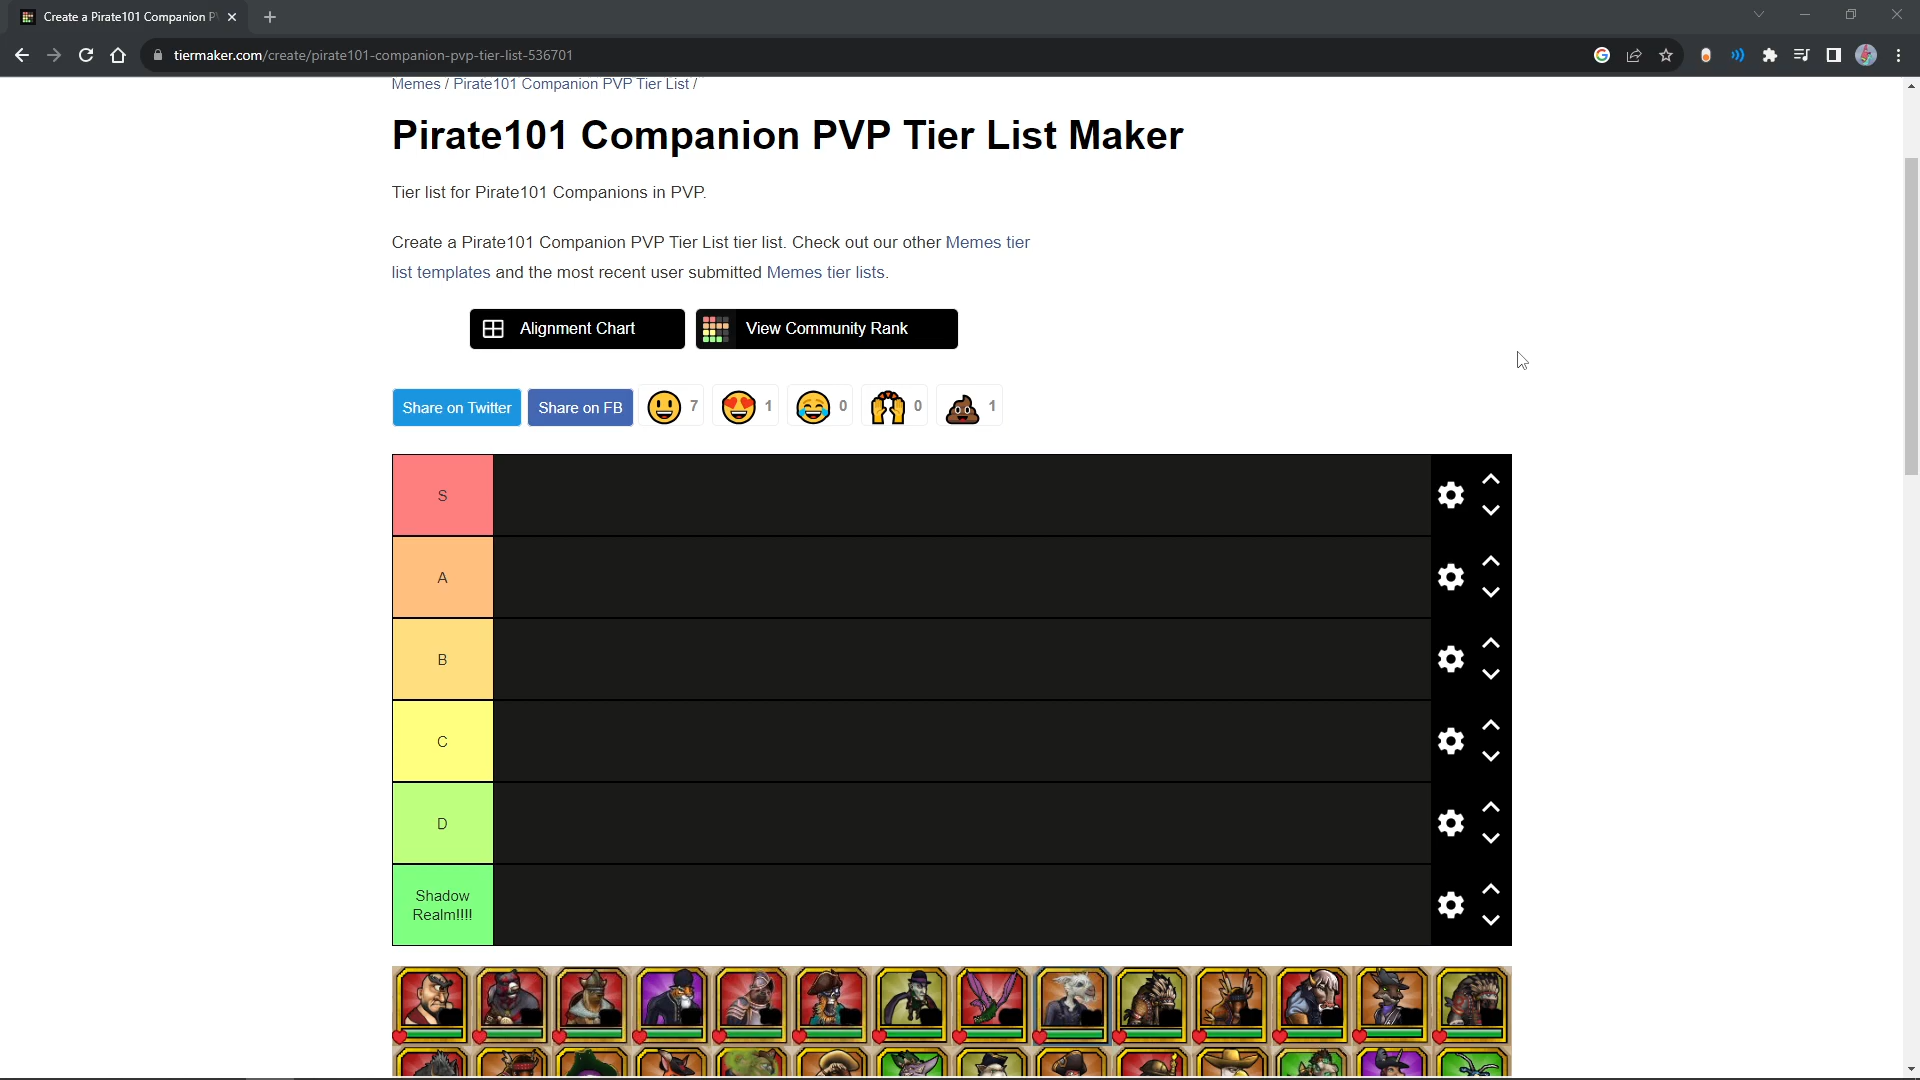 Create a Pirate101 Companion P
tiermaker.com/create/pirate101-companion-pvp-tier-list-536701
Memes / Pirate101 Companion PVP Tier List /
Pirate101 Companion PVP Tier List Maker
Tier list for Pirate101 Companions in PVP.
Create a Pirate101 Companion PVP Tier List tier list. Check out our other Memes tier
list templates and the most recent user submitted Memes tier lists.
Alignment Chart
View Community Rank
Share on Twitter
Share on FB
7
1
0
0
1
S
A
B
C
D
Shadow
Realm!!!!